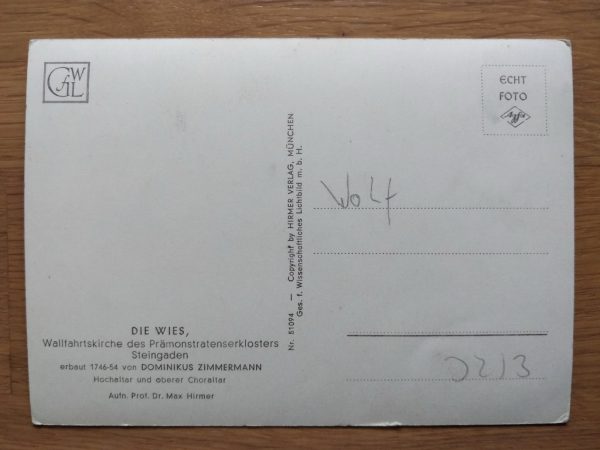 GfWL
ECHT
FOTO
Agfa
Wolf
Nr. 51094 — Copyright by HIRMER VERLAG, MÜNCHEN
Ges. f. Wissenschaftliches Lichtbild m. b. H.
DIE WIES,
Wallfahrtskirche des Prämonstratenserklosters
Steingaden
erbaut 1746-54 von DOMINIKUS ZIMMERMANN
Hochaltar und oberer Choraltar
Aufn. Prof. Dr. Max Hirmer
0213